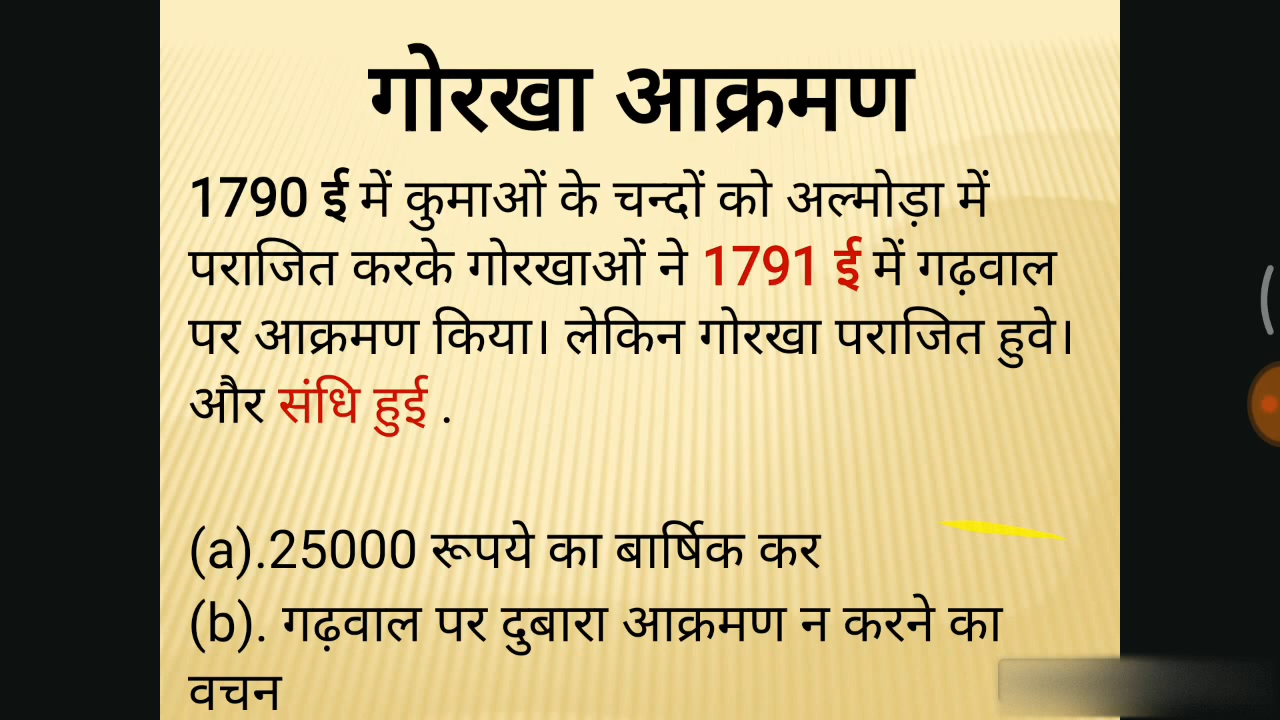 गोरखा आक्रमण
1790 ई में कुमाओं के चन्दों को अल्मोड़ा में
पराजित करके गोरखाओं ने 1791 ई में गढ़वाल
पर आक्रमण किया। लेकिन गोरखा पराजित हुवे।
और संधि हुई .
(a).25000 रूपये का बार्षिक कर
(b). गढ़वाल पर दुबारा आक्रमण न करने का
वचन